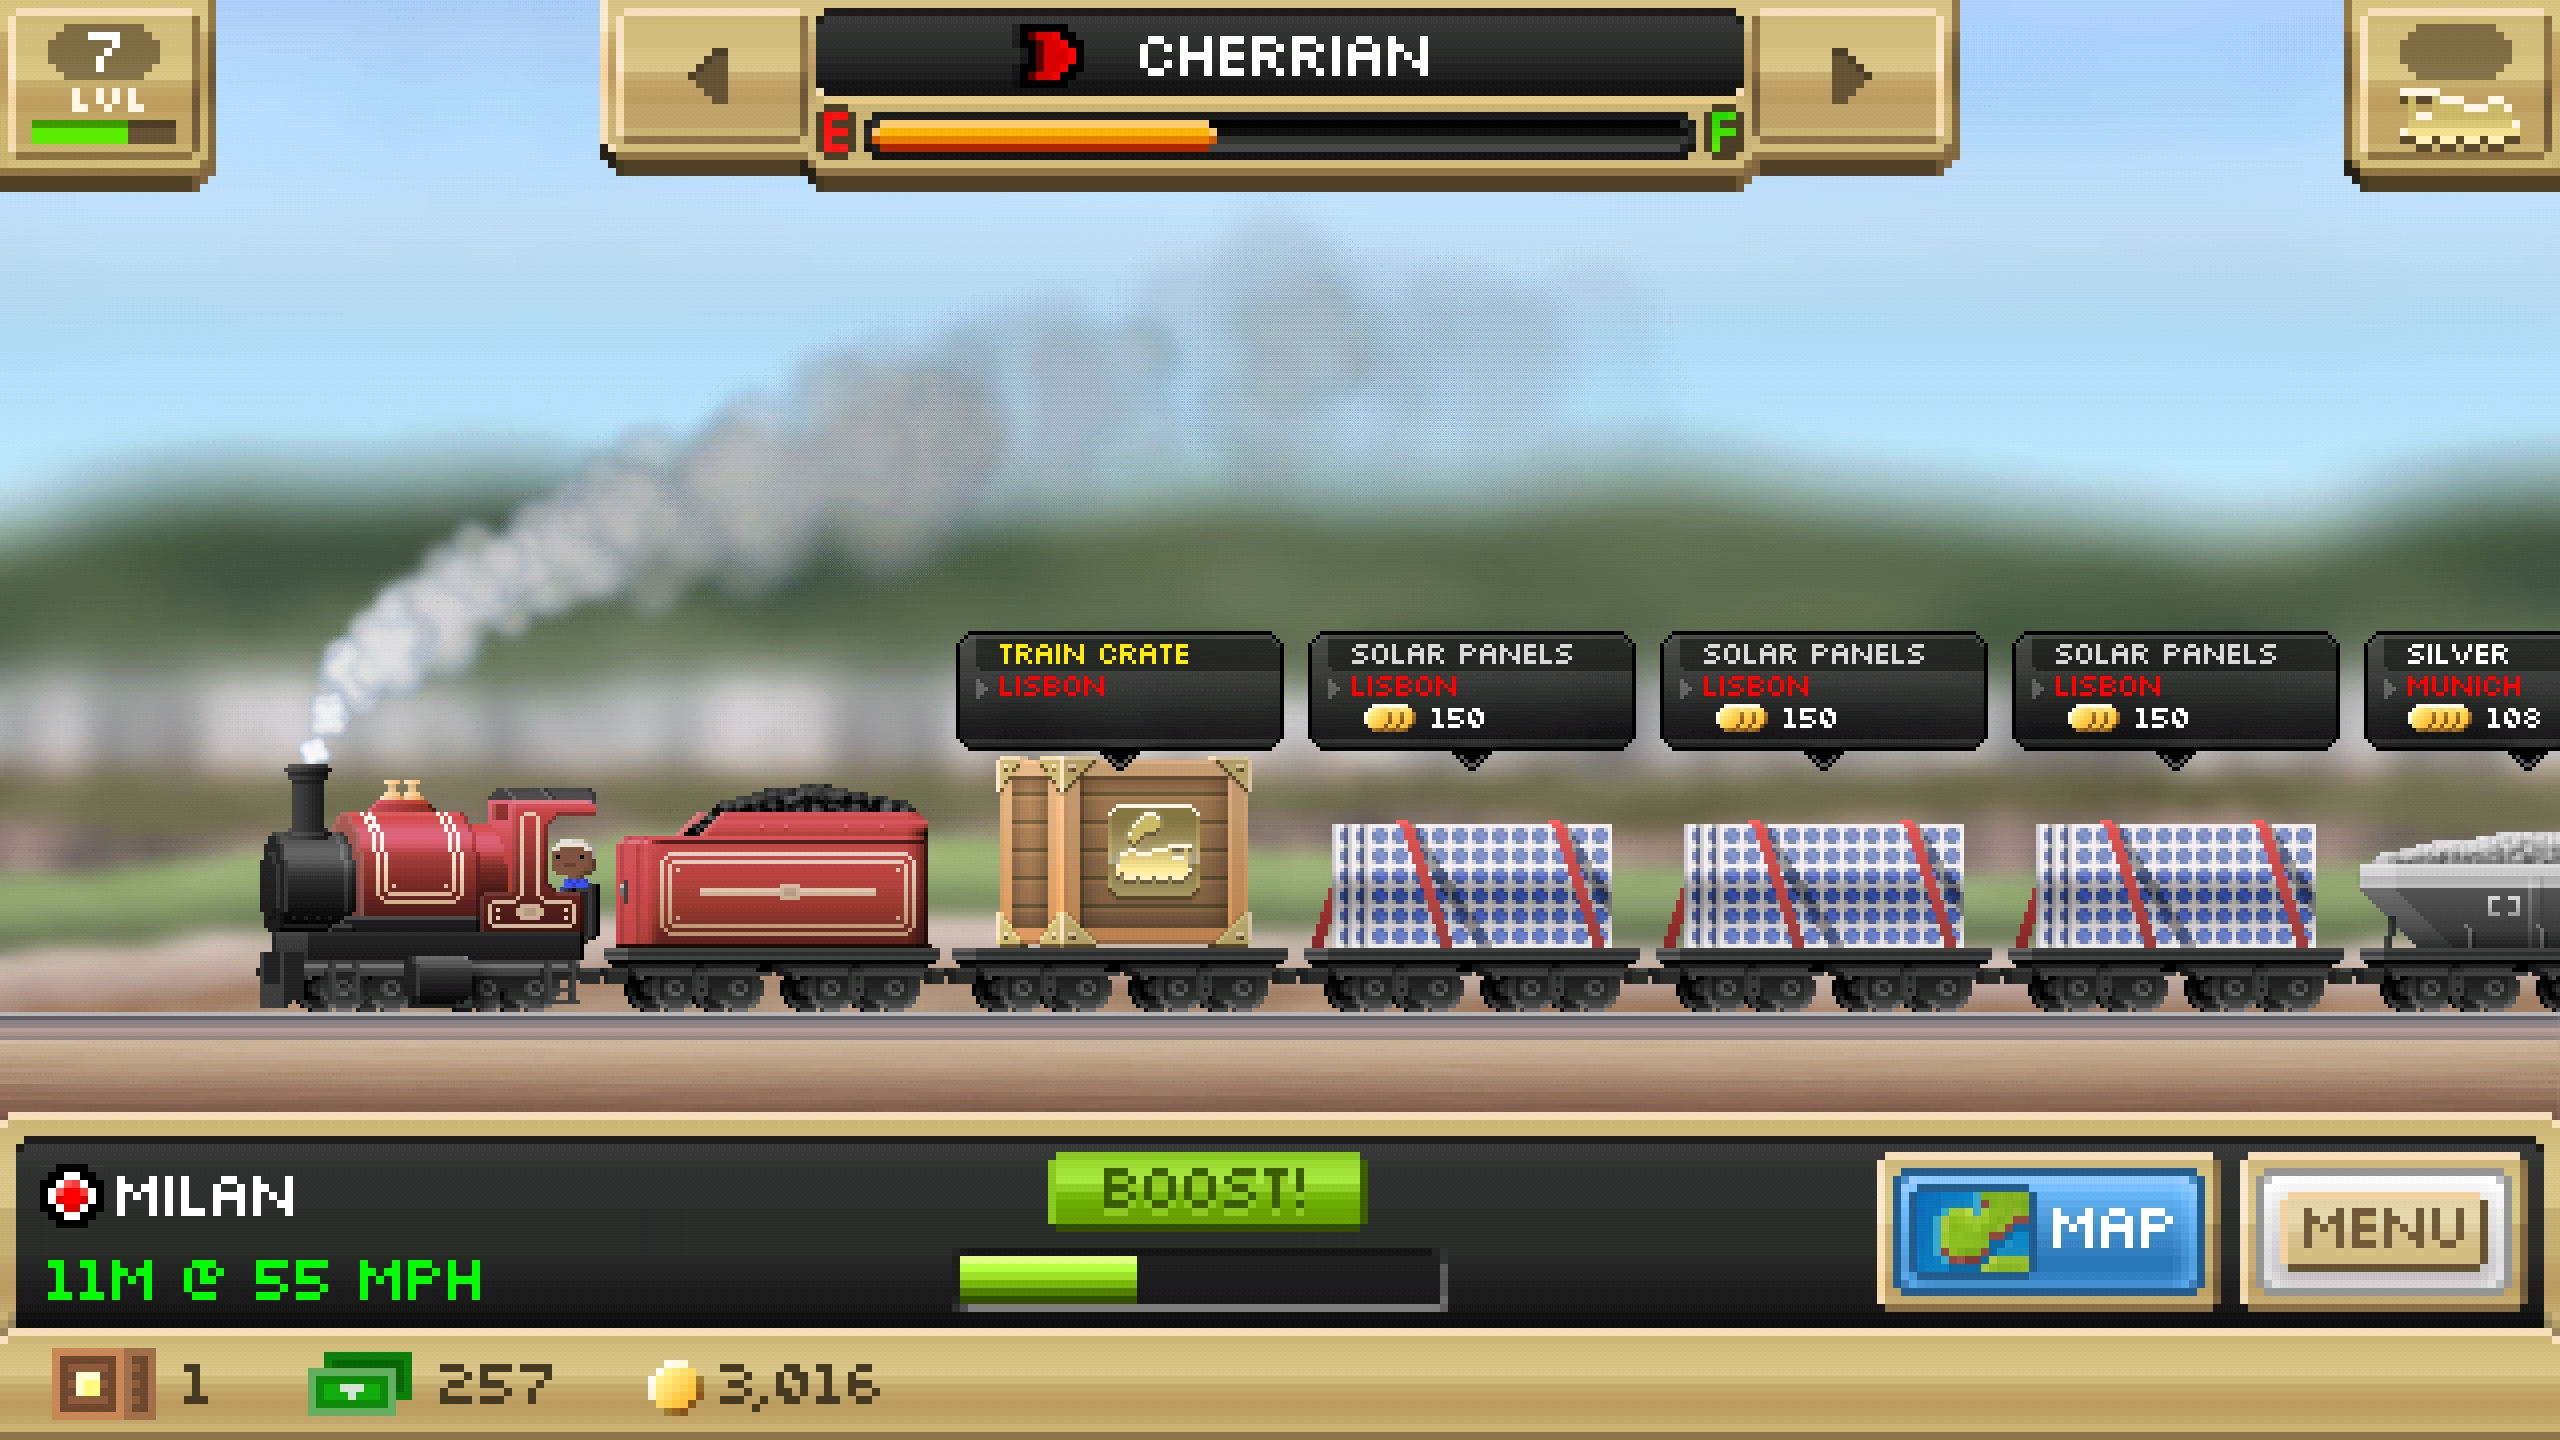 7
LVL
CHERRIAN
E
F
TRAIN CRATE
LISBON
SOLAR PANELS
LISBON
150
SOLAR PANELS
LISBON
150
SOLAR PANELS
LISBON
150
SILVER
MUNICH
108
MILAN
11M @ 55 MPH
BOOST!
MAP
MENU
1
257
3,016